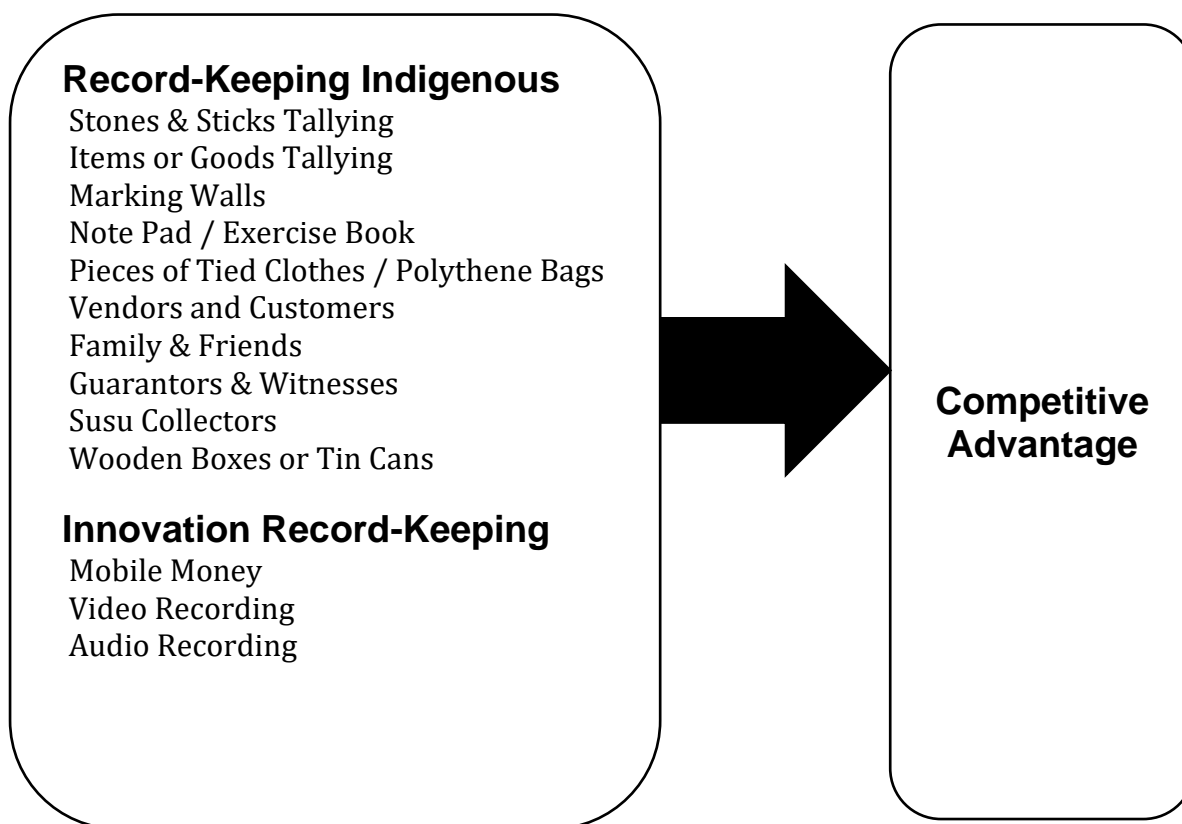 Record-Keeping Indigenous
Stones & Sticks Tallying
Items or Goods Tallying
Marking Walls
Note Pad / Exercise Book
Pieces of Tied Clothes / Polythene Bags
Vendors and Customers
Family & Friends
Guarantors & Witnesses
Susu Collectors
Wooden Boxes or Tin Cans
Innovation Record-Keeping
Mobile Money
Video Recording
Audio Recording
Competitive
Advantage